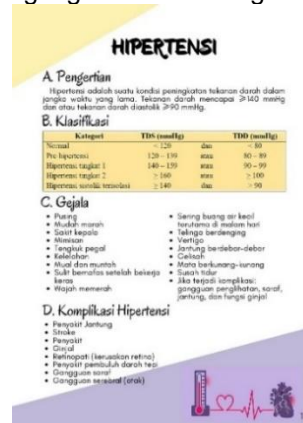 HIPERTENSI
A. Pengertian
Hipertensi adalah suatu kondisi peningkatan tekanan darah dalam
jangka waktu yang lama. Tekanan darah mencapai ≥140 mmHg
dan atau tekanan darah diastolik ≥90 mmHg.
B. Klasifikasi
Kategori TDS (mmHg) TDD (mmHg)
Normal < 120 dan < 80
Pre hipertensi 120 – 139 atau 80 – 89
Hipertensi tingkat 1 140 – 159 atau 90 – 99
Hipertensi tingkat 2 > 160 atau ≥ 100
Hipertensi sistolik terisolasi ≥ 140 dan > 90
C. Gejala
Pusing
Mudah marah
Sakit kepala
Mimisan
Tengkuk pegal
Kelelahan
Mual dan muntah
Sulit bernafas setelah bekerja
keras
Wajah memerah
Sering buang air kecil
terutama di malam hari
Telinga berdenging
Vertigo
Jantung berdebar-debar
Gelisah
Mata berkunang-kunang
Susah tidur
Jika terjadi komplikasi:
gangguan penglihatan, saraf,
jantung, dan fungsi ginjal
D. Komplikasi Hipertensi
Penyakit Jantung
Stroke
Penyakit
Ginjal
Retinopati (kerusakan retina)
Penyakit pembuluh darah tepi
Gangguan saraf
Gangguan serebral (otak)